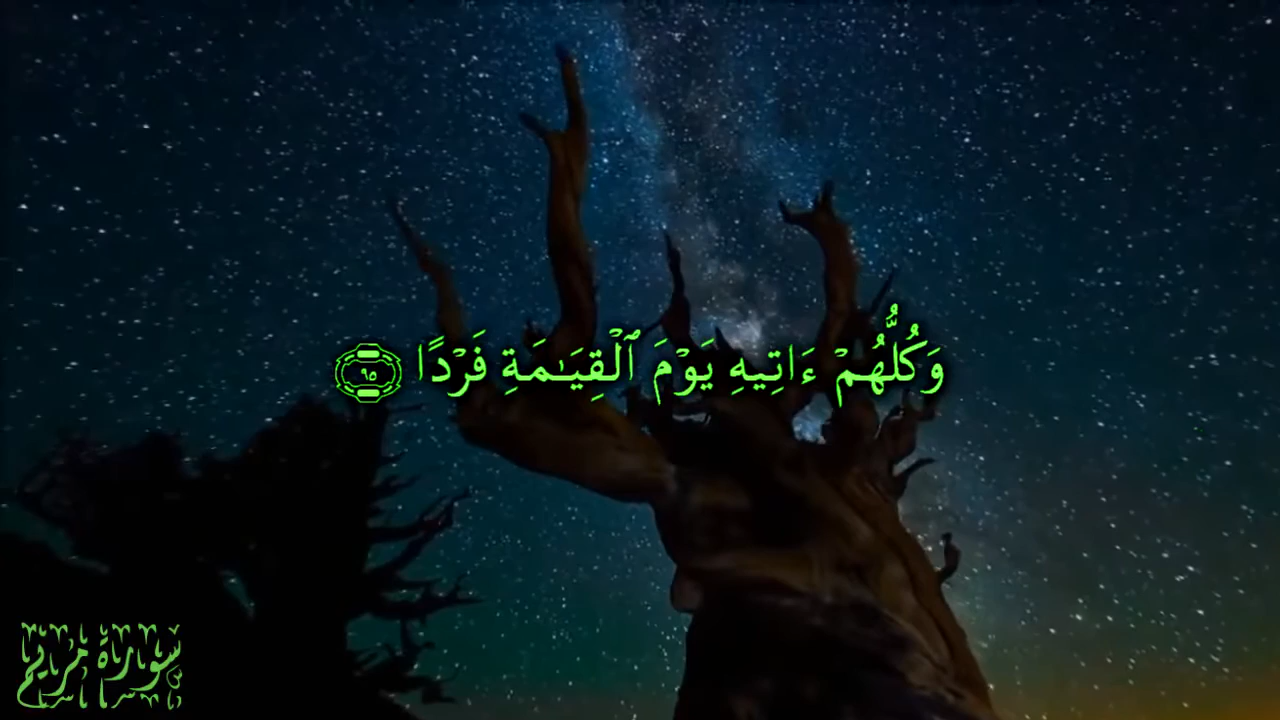 وَكُلُّهُمْ ءَاتِيهِ يَوْمَ ٱلْقِيَـٰمَةِ فَرْدًا ٩٥
سورة مريم